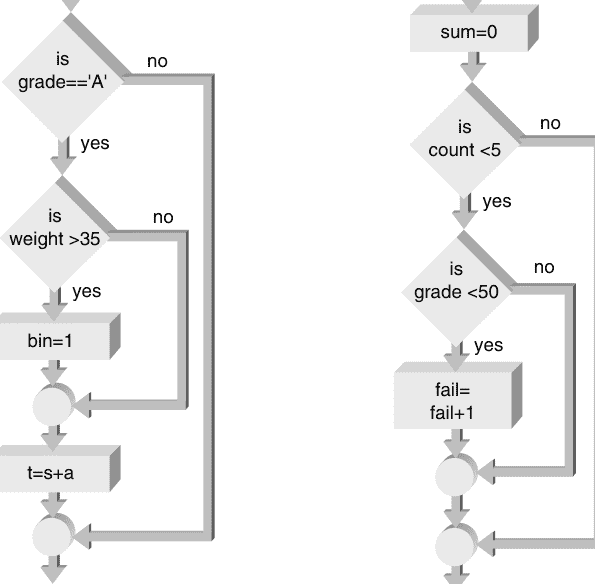 is
grade=='A'
no
yes
is
weight >35
no
yes
bin=1
t=s+a
sum=0
is
count <5
no
yes
is
grade <50
no
yes
fail=
fail+1